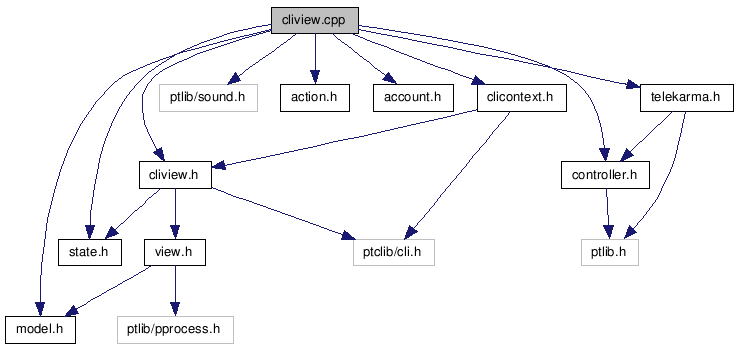 cliview.cpp
ptlib/sound.h
action.h
account.h
clicontext.h
telekarma.h
cliview.h
controller.h
state.h
view.h
ptclib/cli.h
ptlib.h
model.h
ptlib/pprocess.h